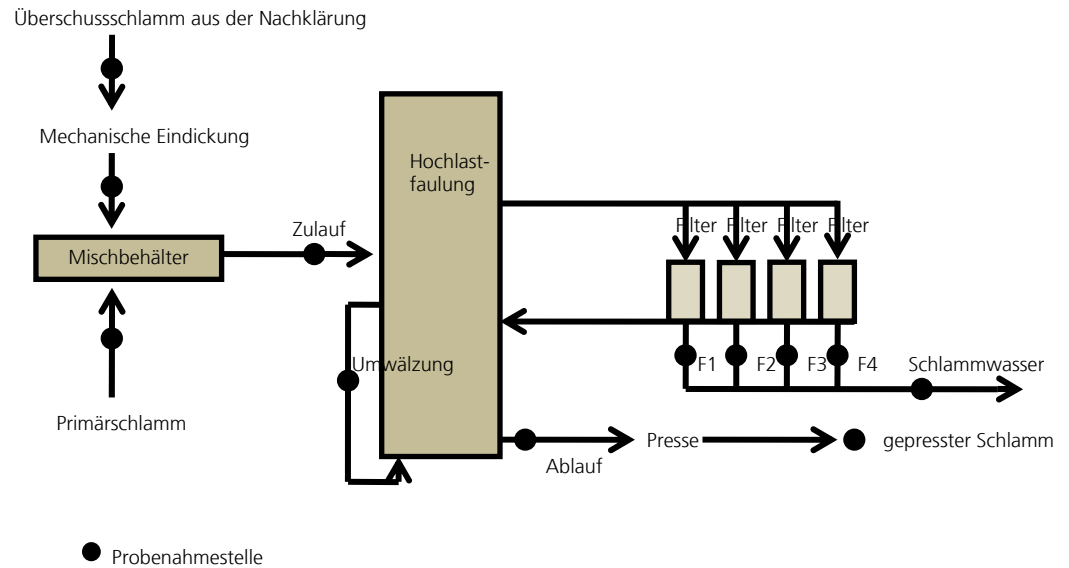 Überschussschlamm aus der Nachklärung
Mechanische Eindickung
Mischbehälter
Primärschlamm
Zulauf
Hochlast-
faulung
Umwälzung
Filter Filter Filter Filter
F1 F2 F3 F4
Schlammwasser
Ablauf
Presse
gepresster Schlamm
Probenahmestelle